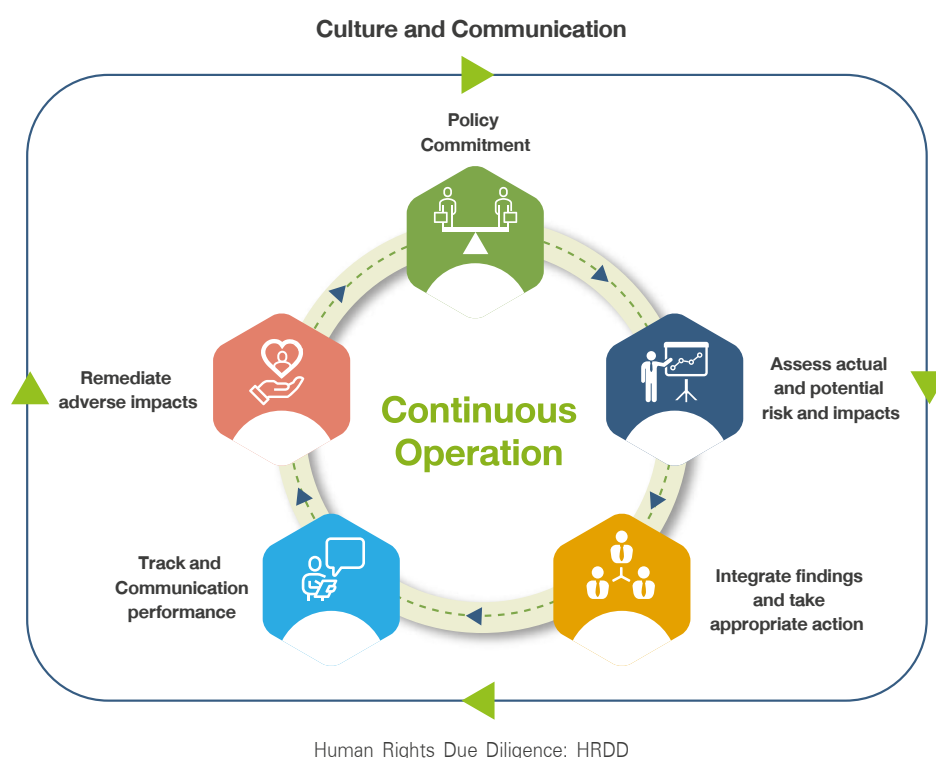 Culture and Communication
Policy
Commitment
Assess actual
and potential
risk and impacts
Integrate findings
and take
appropriate action
Track and
Communication
performance
Remediate
adverse impacts
Continuous
Operation
Human Rights Due Diligence: HRDD